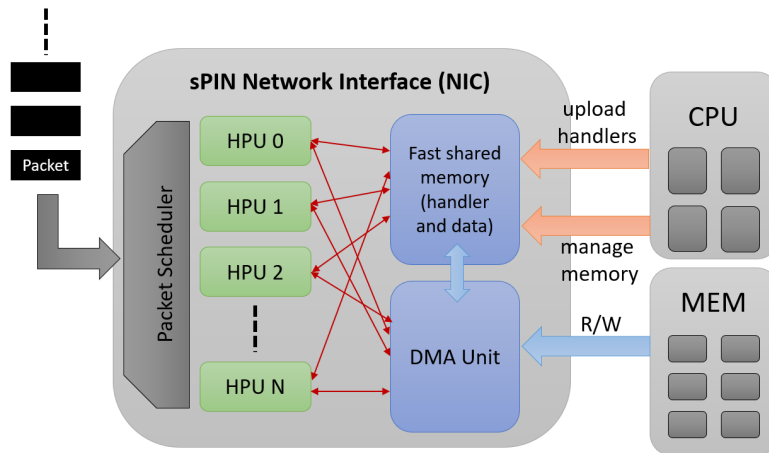 sPIN Network Interface (NIC)
Packet
Packet Scheduler
HPU 0
HPU 1
HPU 2
HPU N
Fast shared
memory
(handler
and data)
DMA Unit
upload
handlers
manage
memory
R/W
CPU
MEM